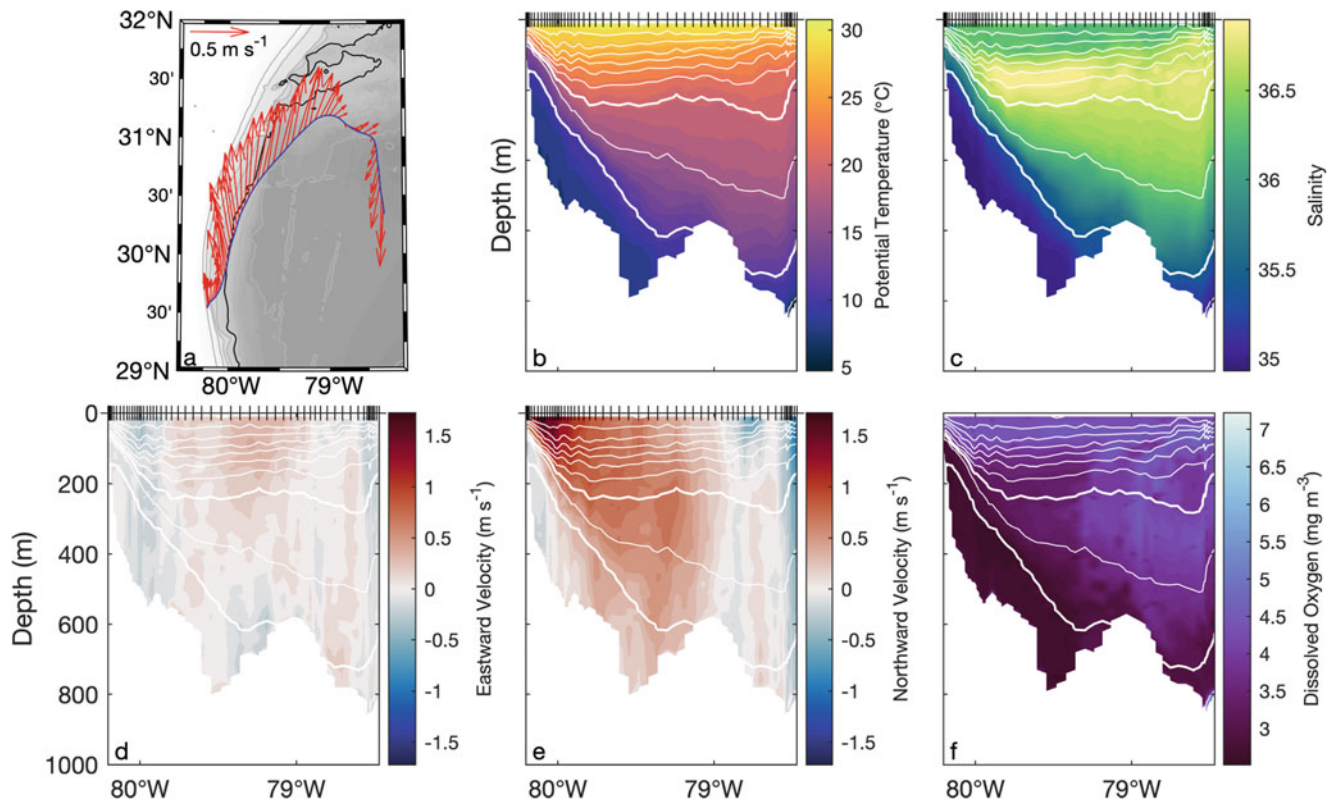 32°N
30'
31°N
30'
30°N
30'
29°N
0.5 m s⁻¹
a
80°W
79°W
Depth (m)
b
30
25
20
15
10
5
Potential Temperature (°C)
c
36.5
36
35.5
35
Salinity
0
200
400
600
800
1000
Depth (m)
d
80°W
79°W
1.5
1
0.5
0
-0.5
-1
-1.5
Eastward Velocity (m s⁻¹)
e
80°W
79°W
1.5
1
0.5
0
-0.5
-1
-1.5
Northward Velocity (m s⁻¹)
f
80°W
79°W
7
6.5
6
5.5
5
4.5
4
3.5
3
Dissolved Oxygen (mg m⁻³)